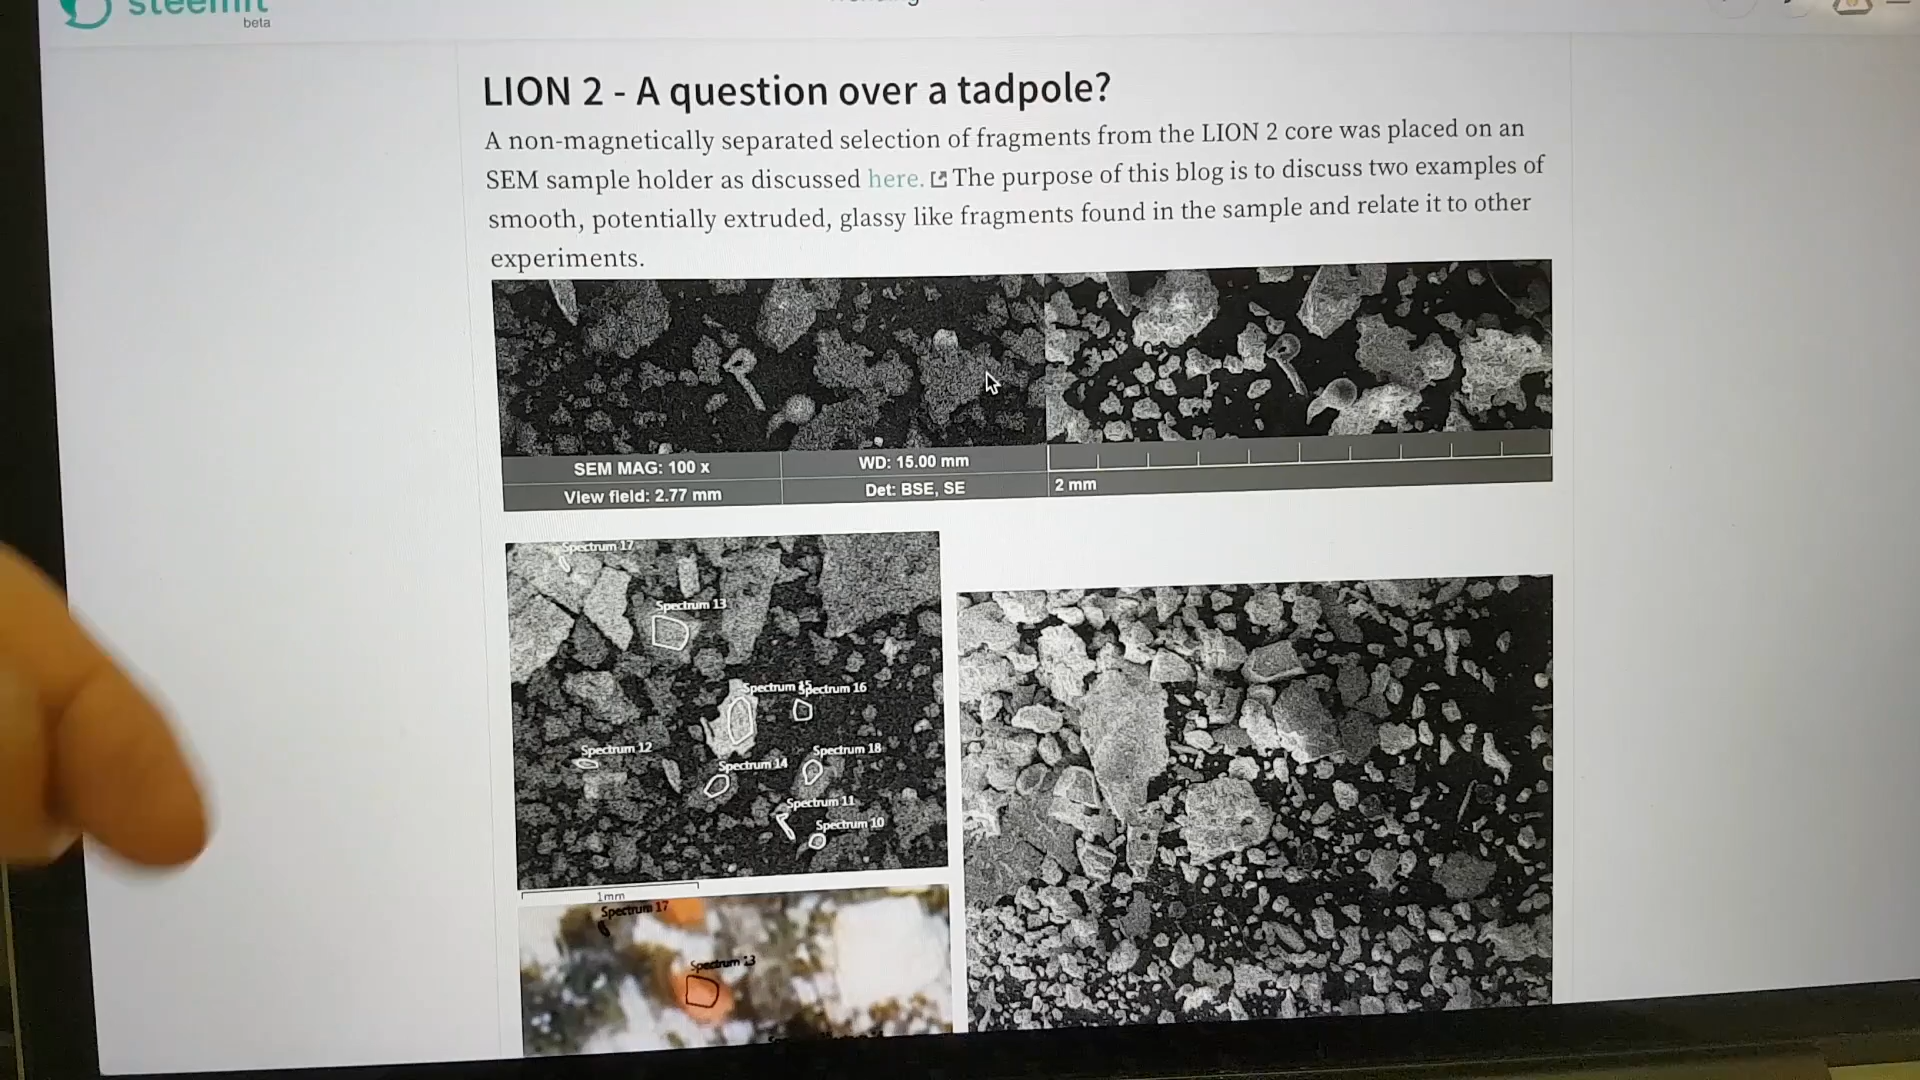 steemit
beta
LION 2 - A question over a tadpole?
A non-magnetically separated selection of fragments from the LION 2 core was placed on an
SEM sample holder as discussed here. The purpose of this blog is to discuss two examples of
smooth, potentially extruded, glassy like fragments found in the sample and relate it to other
experiments.
SEM MAG: 100 x
WD: 15.00 mm
View field: 2.77 mm
Det: BSE, SE
2 mm
Spectrum 17
Spectrum 13
Spectrum 15
Spectrum 16
Spectrum 12
Spectrum 18
Spectrum 14
Spectrum 11
Spectrum 10
1mm
Spectrum 17
Spectrum 13